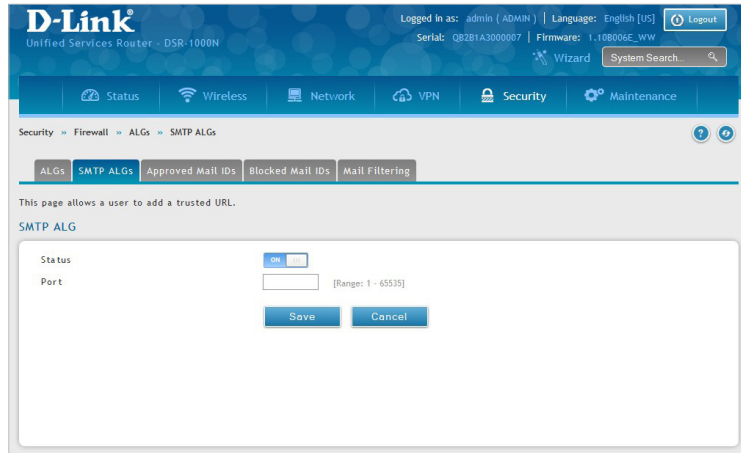 D-Link®
Unified Services Router - DSR-1000N
Logged in as: admin ( ADMIN ) | Language: English [US]
Logout
Serial: QB2B1A3000007 | Firmware: 1.10B006E_WW
Wizard
System Search...
Status
Wireless
Network
VPN
Security
Maintenance
Security » Firewall » ALGs » SMTP ALGs
ALGs
SMTP ALGs
Approved Mail IDs
Blocked Mail IDs
Mail Filtering
This page allows a user to add a trusted URL.
SMTP ALG
Status
ON
Port
[Range: 1 - 65535]
Save
Cancel